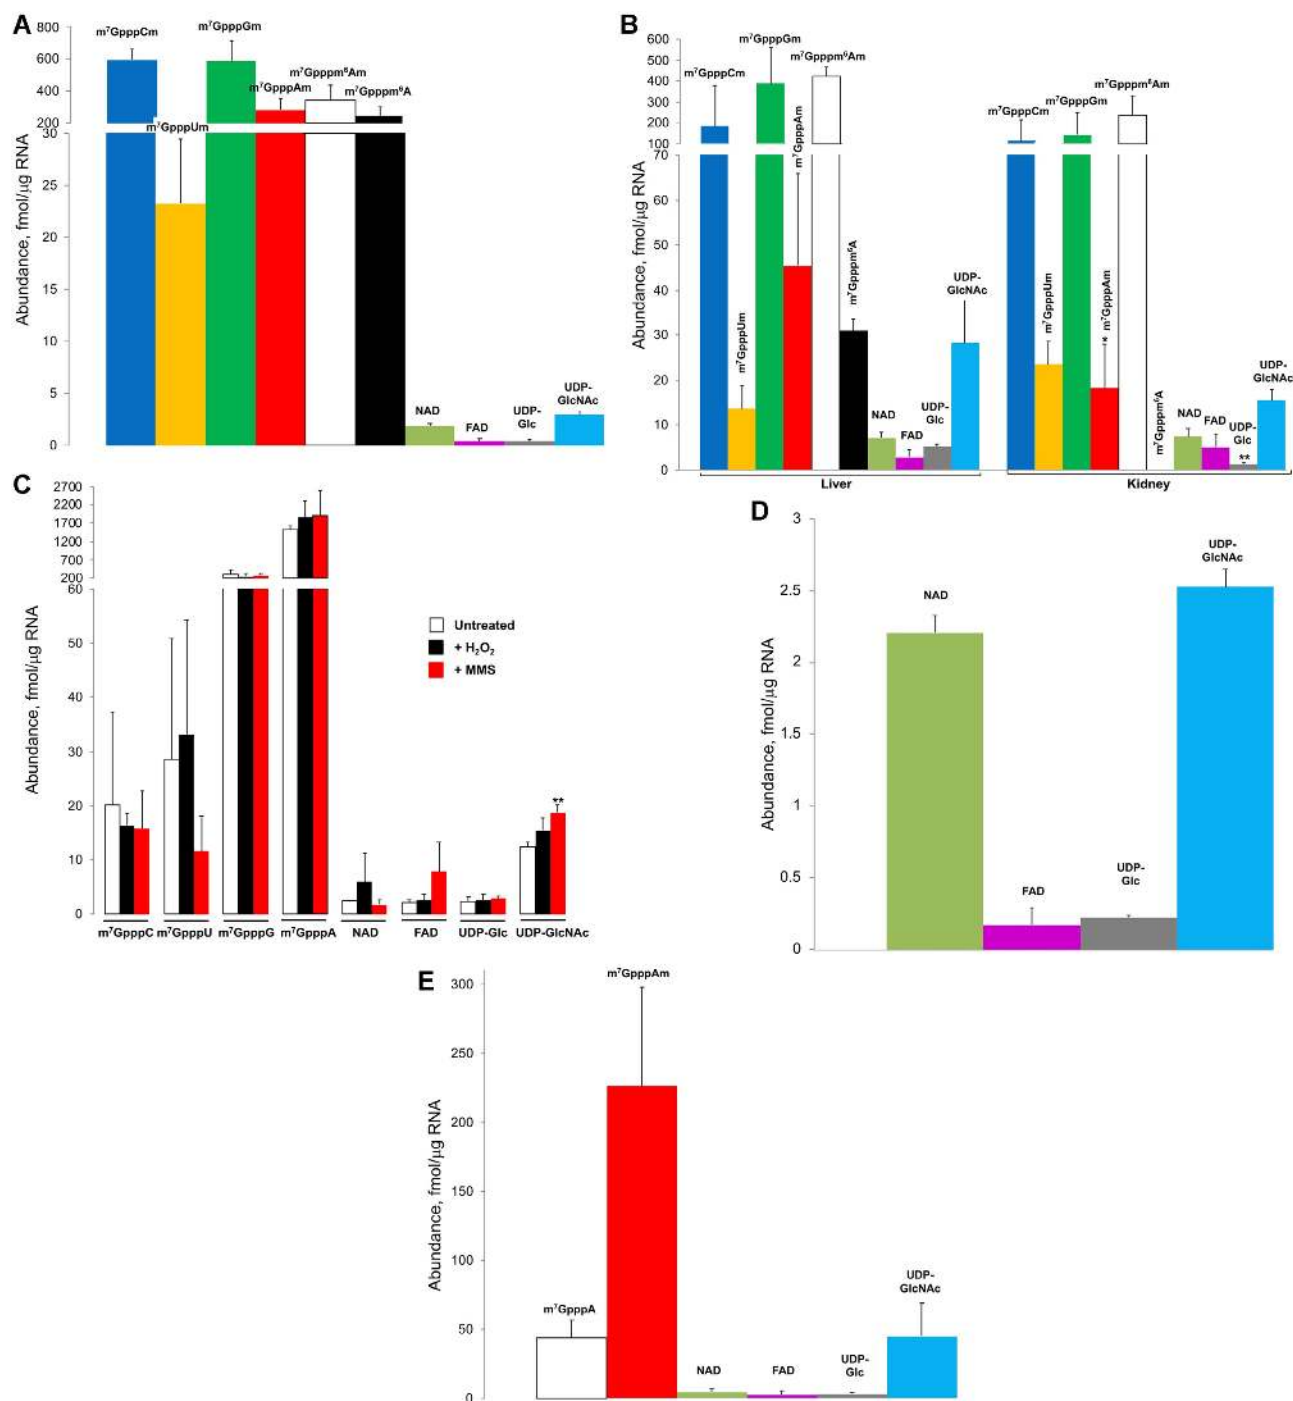 A
Abundance, fmol/µg RNA
800
600
400
200
30
25
20
15
10
5
0
m⁷GpppCm
m⁷GpppUm
m⁷GpppGm
m⁷GpppAm
m⁷Gpppm⁶Am
m⁷Gpppm⁶A
NAD
FAD
UDP-
Glc
UDP-
GlcNAc
B
Abundance, fmol/µg RNA
600
500
400
300
200
100
70
60
50
40
30
20
10
0
m⁷GpppCm
m⁷GpppUm
m⁷GpppGm
m⁷GpppAm
m⁷Gpppm⁶Am
m⁷Gpppm⁶A
NAD
FAD
UDP-
Glc
UDP-
GlcNAc
Liver
m⁷GpppCm
m⁷GpppUm
m⁷GpppGm
* m⁷GpppAm
m⁷Gpppm⁶Am
m⁷Gpppm⁶A
NAD
FAD
UDP-
Glc
**
UDP-
GlcNAc
Kidney
C
Abundance, fmol/µg RNA
2700
2200
1700
1200
700
200
60
50
40
30
20
10
0
Untreated
+ H₂O₂
+ MMS
**
m⁷GpppC
m⁷GpppU
m⁷GpppG
m⁷GpppA
NAD
FAD
UDP-Glc
UDP-GlcNAc
D
Abundance, fmol/µg RNA
3
2.5
2
1.5
1
0.5
0
NAD
FAD
UDP-
Glc
UDP-
GlcNAc
E
Abundance, fmol/µg RNA
300
250
200
150
100
50
0
m⁷GpppA
m⁷GpppAm
NAD
FAD
UDP-
Glc
UDP-
GlcNAc